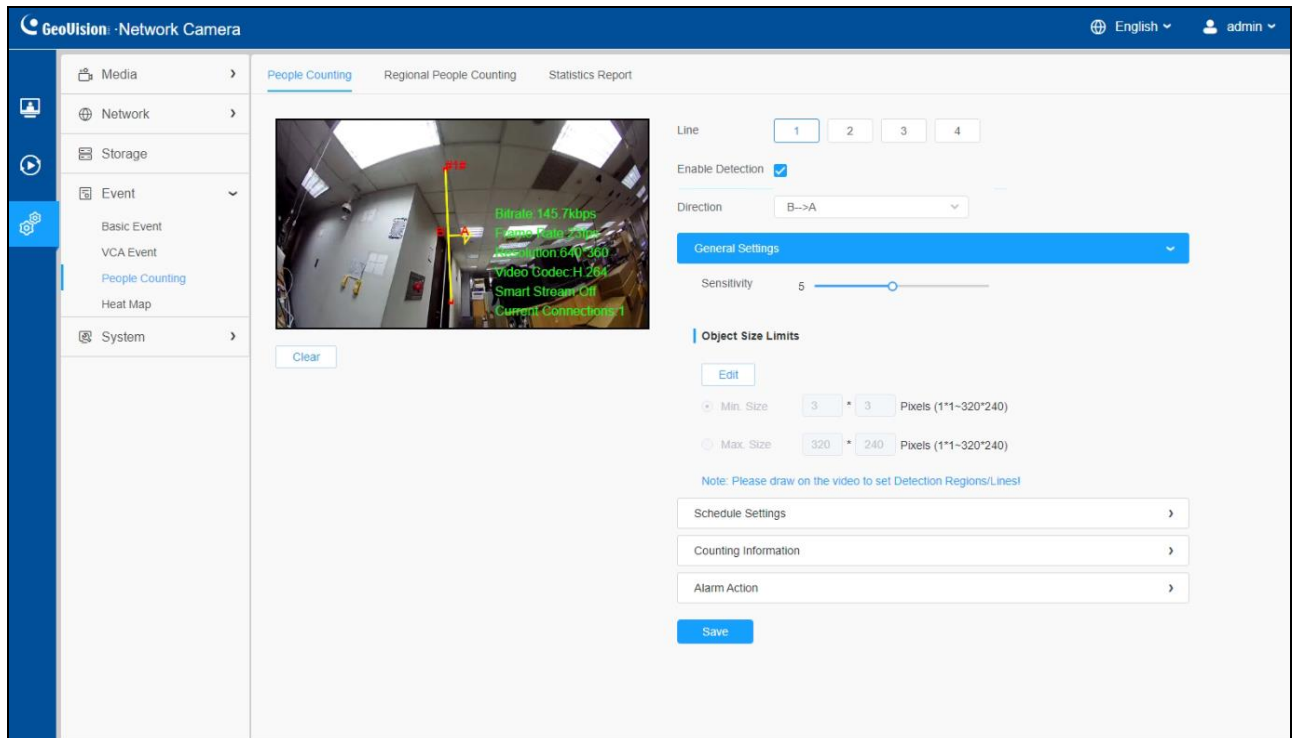 GeoVision: ·Network Camera
English
admin
Media
Network
Storage
Event
Basic Event
VCA Event
People Counting
Heat Map
System
People Counting Regional People Counting Statistics Report
#1#
B A
Bitrate:145.7kbps
Frame Rate:23fps
Resolution:640*360
Video Codec:H.264
Smart Stream:Off
Current Connections:1
Clear
Line 1 2 3 4
Enable Detection
Direction B-->A
General Settings
Sensitivity 5
Object Size Limits
Edit
Min. Size 3 * 3 Pixels (1*1~320*240)
Max. Size 320 * 240 Pixels (1*1~320*240)
Note: Please draw on the video to set Detection Regions/Lines!
Schedule Settings
Counting Information
Alarm Action
Save